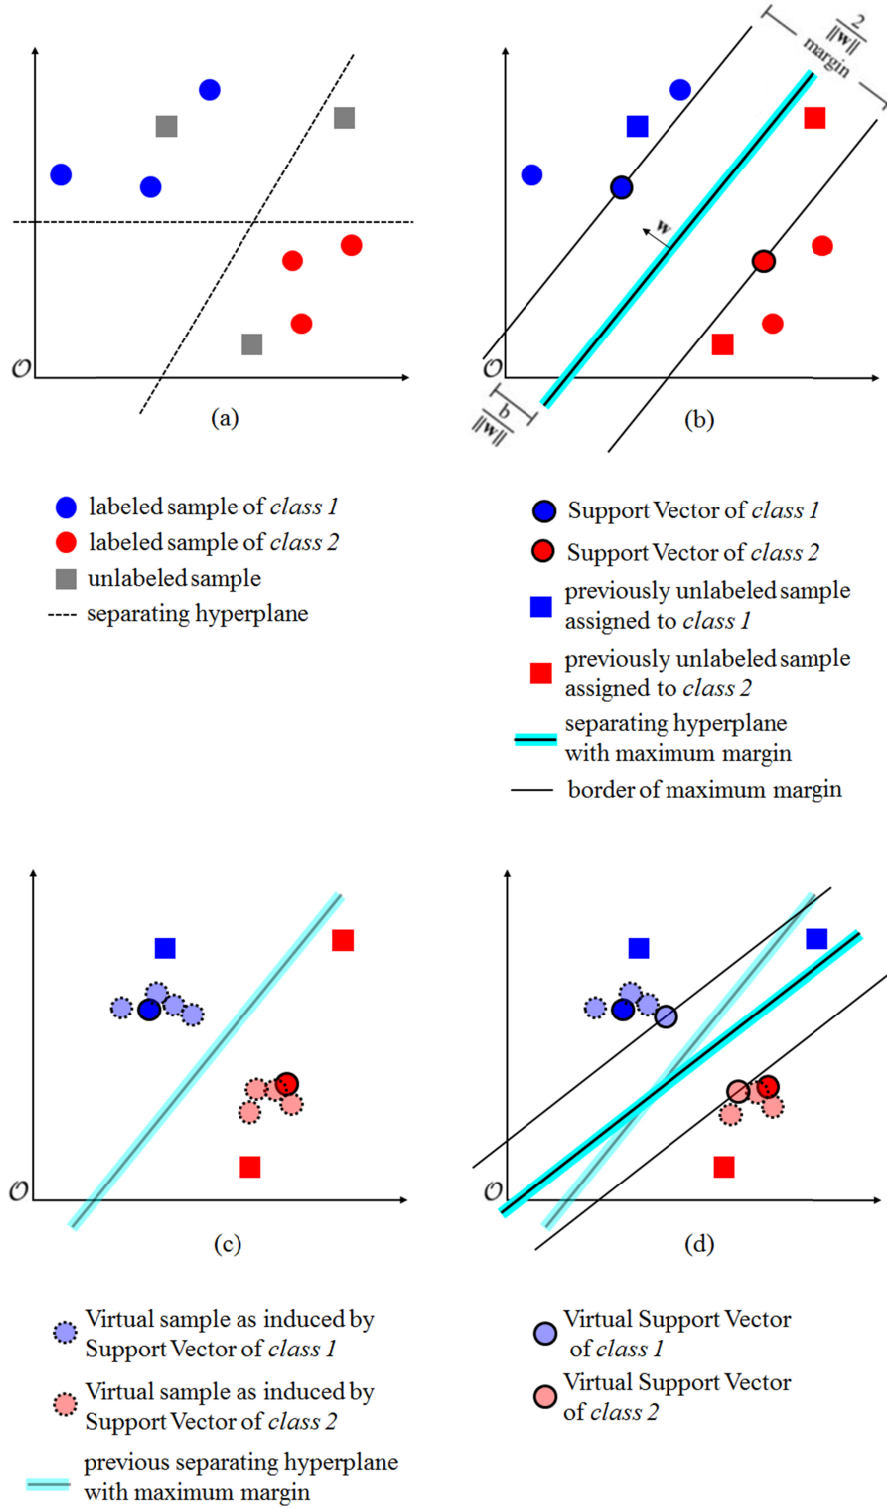 2
||w||
margin
w
𝒪
𝒪
b
||w||
(a)
(b)
labeled sample of class 1
labeled sample of class 2
unlabeled sample
separating hyperplane
Support Vector of class 1
Support Vector of class 2
previously unlabeled sample
assigned to class 1
previously unlabeled sample
assigned to class 2
separating hyperplane
with maximum margin
border of maximum margin
𝒪
𝒪
(c)
(d)
Virtual sample as induced by
Support Vector of class 1
Virtual sample as induced by
Support Vector of class 2
previous separating hyperplane
with maximum margin
Virtual Support Vector
of class 1
Virtual Support Vector
of class 2